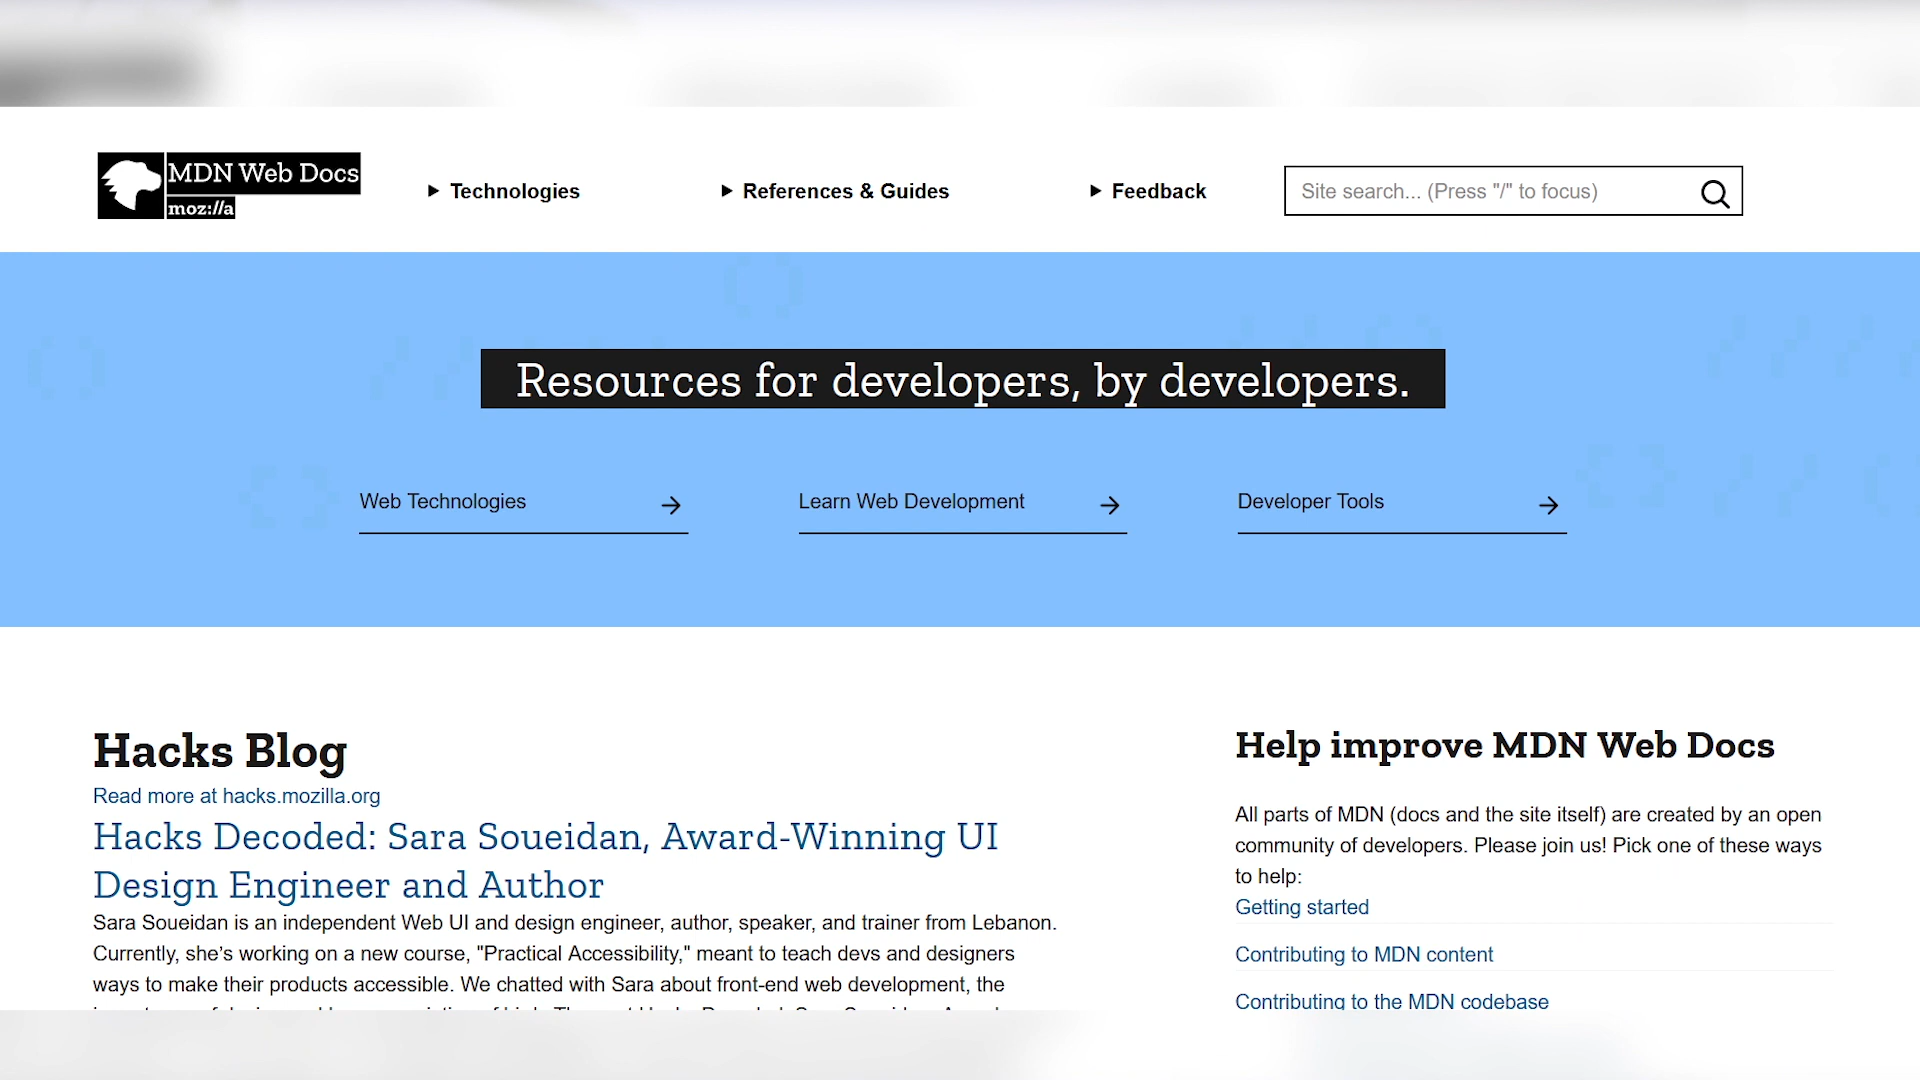 MDN Web Docs
moz://a
Technologies
References & Guides
Feedback
Site search... (Press "/" to focus)
Resources for developers, by developers.
Web Technologies
Learn Web Development
Developer Tools
Hacks Blog
Read more at hacks.mozilla.org
Hacks Decoded: Sara Soueidan, Award-Winning UI
Design Engineer and Author
Sara Soueidan is an independent Web UI and design engineer, author, speaker, and trainer from Lebanon.
Currently, she’s working on a new course, "Practical Accessibility," meant to teach devs and designers
ways to make their products accessible. We chatted with Sara about front-end web development, the
Help improve MDN Web Docs
All parts of MDN (docs and the site itself) are created by an open
community of developers. Please join us! Pick one of these ways
to help:
Getting started
Contributing to MDN content
Contributing to the MDN codebase